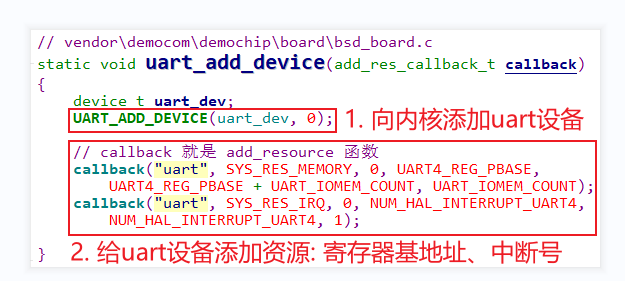 // vendor\democom\demochip\board\bsd_board.c
static void uart_add_device(add_res_callback_t callback)
{
device_t uart_dev;
UART_ADD_DEVICE(uart_dev, 0);
1. 向内核添加uart设备
// callback 就是 add_resource 函数
callback("uart", SYS_RES_MEMORY, 0, UART4_REG_PBASE,
UART4_REG_PBASE + UART_IOMEM_COUNT, UART_IOMEM_COUNT);
callback("uart", SYS_RES_IRQ, 0, NUM_HAL_INTERRUPT_UART4,
NUM_HAL_INTERRUPT_UART4, 1);
}
2. 给uart设备添加资源: 寄存器基地址、中断号